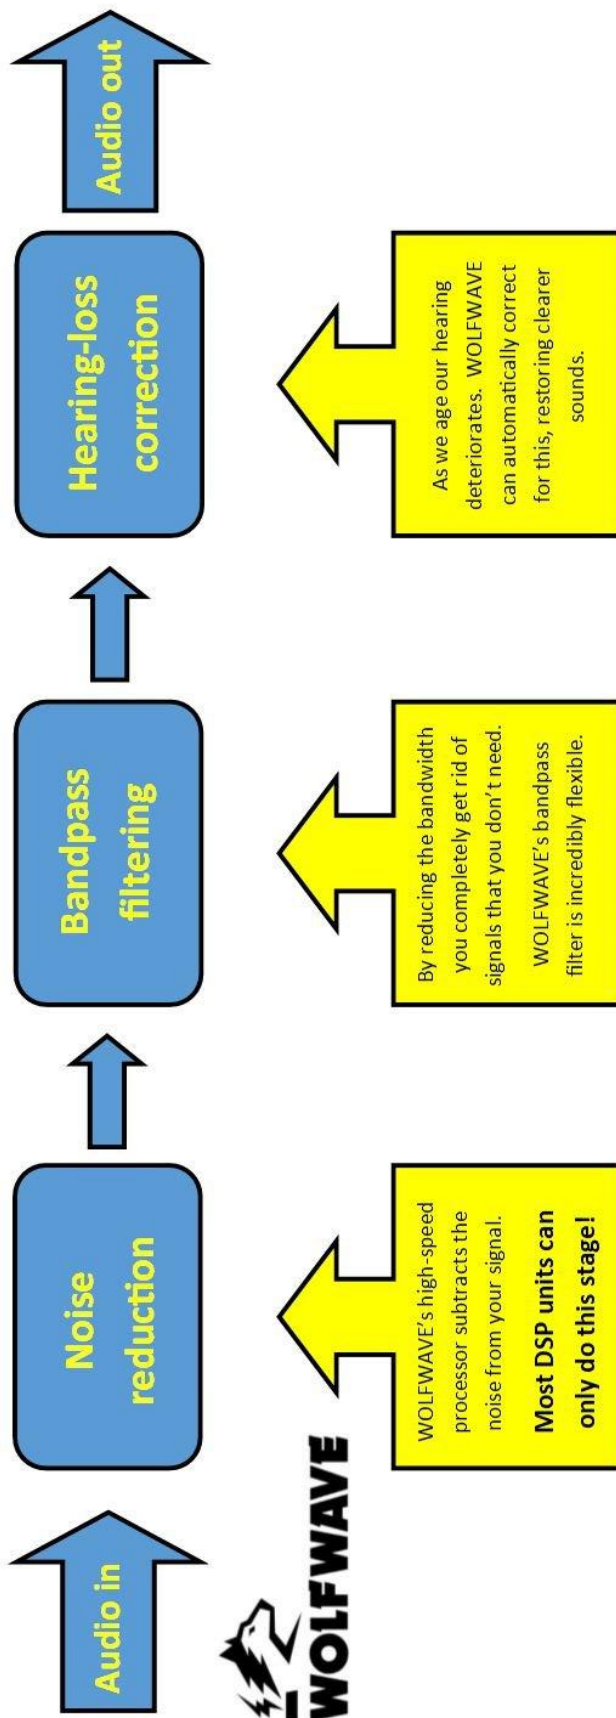 Audio in
Noise
reduction
Bandpass
filtering
Hearing-loss
correction
Audio out
WOLFWAVE
WOLFWAVE's high-speed
processor subtracts the
noise from your signal.
Most DSP units can
only do this stage!
By reducing the bandwidth
you completely get rid of
signals that you don't need.
WOLFWAVE's bandpass
filter is incredibly flexible.
As we age our hearing
deteriorates. WOLFWAVE
can automatically correct
for this, restoring clearer
sounds.